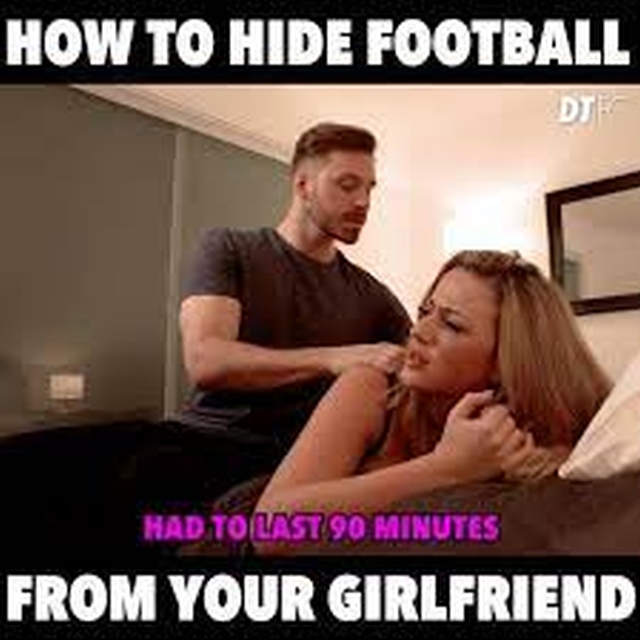 HOW TO HIDE FOOTBALL
DT
HAD TO LAST 90 MINUTES
FROM YOUR GIRLFRIEND